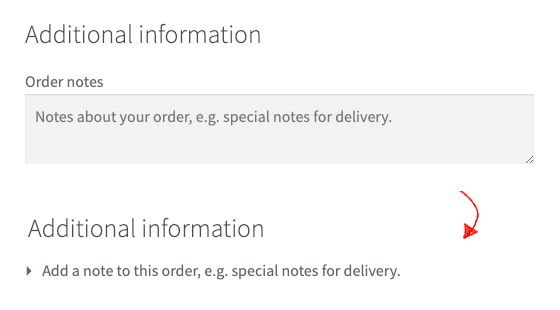 Additional information
Order notes
Notes about your order, e.g. special notes for delivery.
Additional information
Add a note to this order, e.g. special notes for delivery.